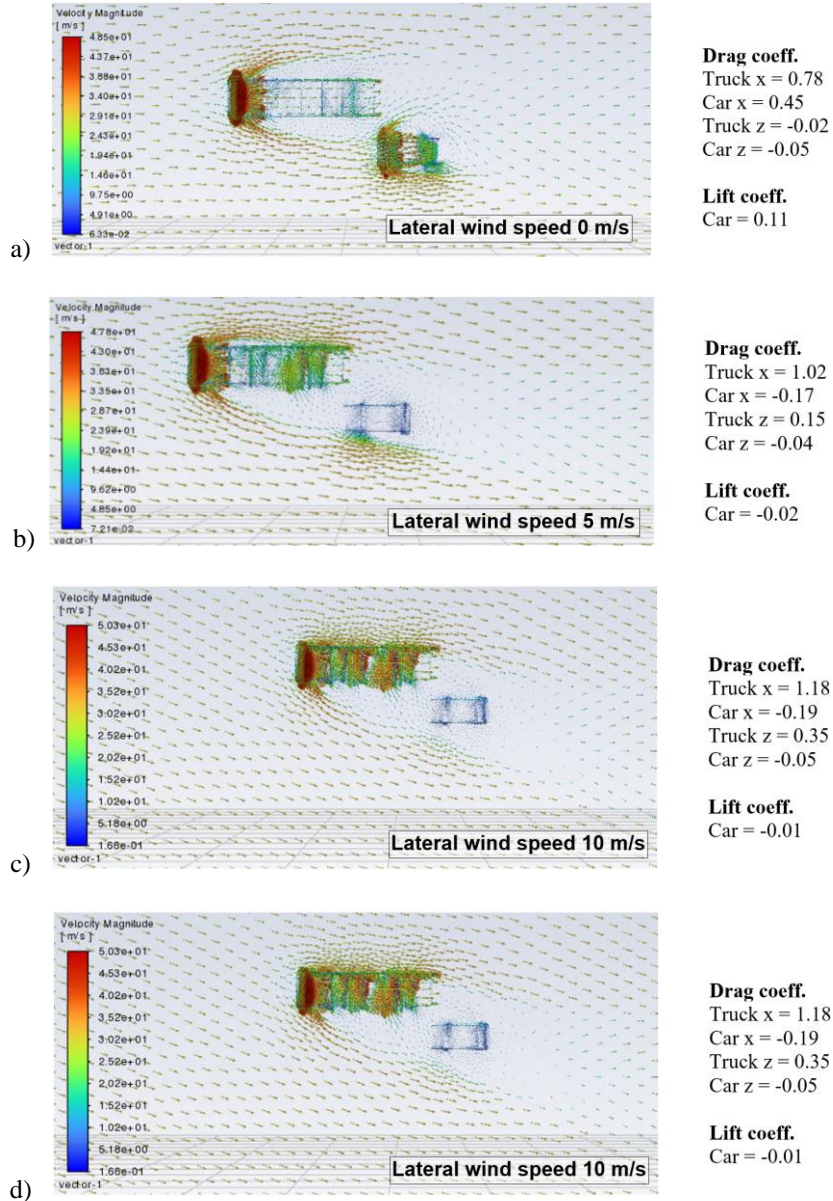 Velocity Magnitude
[ m/s ]
4.85e+01
4.37e+01
3.88e+01
3.40e+01
2.91e+01
2.43e+01
1.94e+01
1.46e+01
9.75e+00
4.91e+00
6.33e-02
vector-1
Lateral wind speed 0 m/s
a)
Drag coeff.
Truck x = 0.78
Car x = 0.45
Truck z = -0.02
Car z = -0.05
Lift coeff.
Car = 0.11
Velocity Magnitude
[ m/s ]
4.78e+01
4.30e+01
3.83e+01
3.35e+01
2.87e+01
2.39e+01
1.92e+01
1.44e+01
9.62e+00
4.85e+00
7.21e-02
vector-1
Lateral wind speed 5 m/s
b)
Drag coeff.
Truck x = 1.02
Car x = -0.17
Truck z = 0.15
Car z = -0.04
Lift coeff.
Car = -0.02
Velocity Magnitude
[ m/s ]
5.03e+01
4.53e+01
4.02e+01
3.52e+01
3.02e+01
2.52e+01
2.02e+01
1.52e+01
1.02e+01
5.18e+00
1.66e-01
vector-1
Lateral wind speed 10 m/s
c)
Drag coeff.
Truck x = 1.18
Car x = -0.19
Truck z = 0.35
Car z = -0.05
Lift coeff.
Car = -0.01
Velocity Magnitude
[ m/s ]
5.03e+01
4.53e+01
4.02e+01
3.52e+01
3.02e+01
2.52e+01
2.02e+01
1.52e+01
1.02e+01
5.18e+00
1.66e-01
vector-1
Lateral wind speed 10 m/s
d)
Drag coeff.
Truck x = 1.18
Car x = -0.19
Truck z = 0.35
Car z = -0.05
Lift coeff.
Car = -0.01